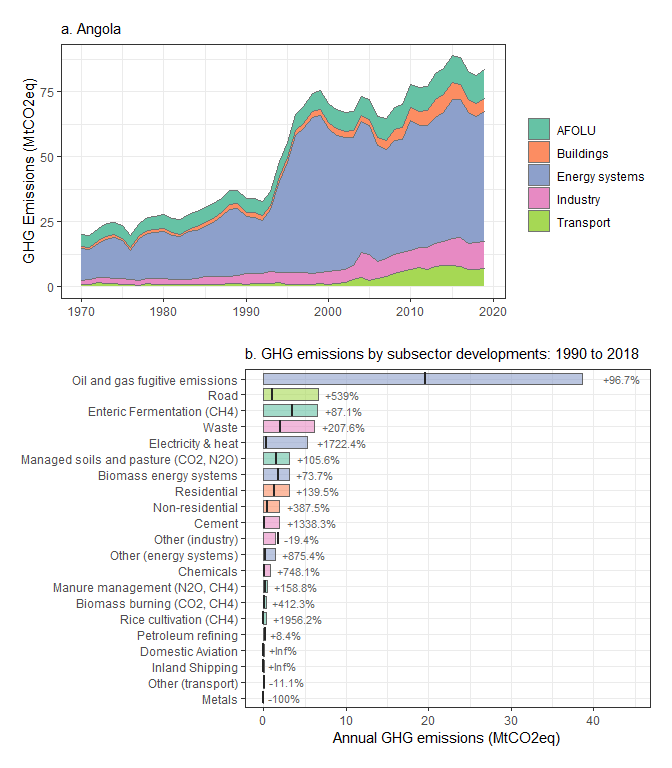 a. Angola
GHG Emissions (MtCO2eq)
75
50
25
0
1970
1980
1990
2000
2010
2020
AFOLU
Buildings
Energy systems
Industry
Transport
b. GHG emissions by subsector developments: 1990 to 2018
Oil and gas fugitive emissions +96.7%
Road +539%
Enteric Fermentation (CH4) +87.1%
Waste +207.6%
Electricity & heat +1722.4%
Managed soils and pasture (CO2, N2O) +105.6%
Biomass energy systems +73.7%
Residential +139.5%
Non-residential +387.5%
Cement +1338.3%
Other (industry) -19.4%
Other (energy systems) +875.4%
Chemicals +748.1%
Manure management (N2O, CH4) +158.8%
Biomass burning (CO2, CH4) +412.3%
Rice cultivation (CH4) +1956.2%
Petroleum refining +8.4%
Domestic Aviation +Inf%
Inland Shipping +Inf%
Other (transport) -11.1%
Metals -100%
0
10
20
30
40
Annual GHG emissions (MtCO2eq)